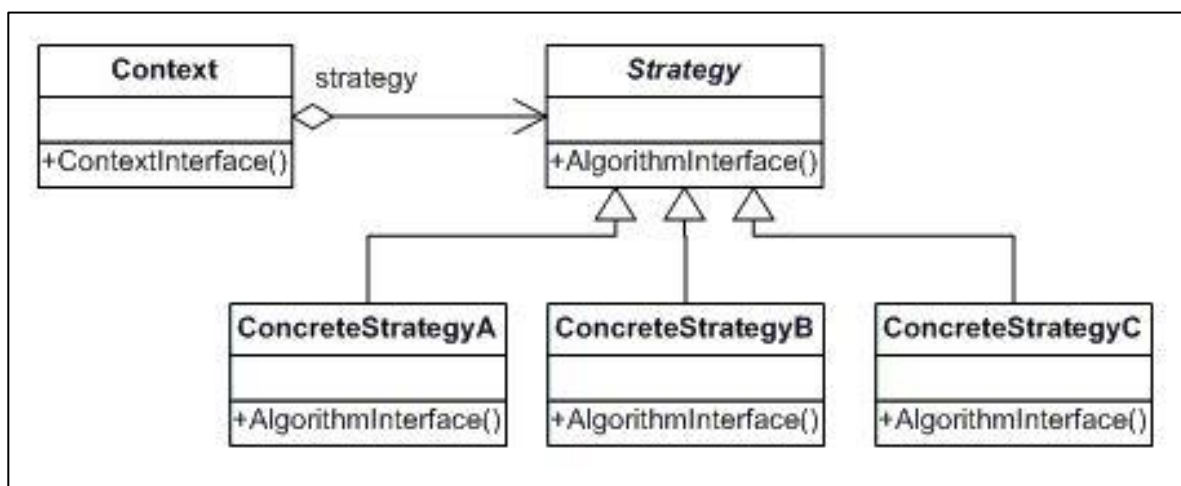 Context
strategy
Strategy
+ContextInterface()
+AlgorithmInterface()
ConcreteStrategyA
ConcreteStrategyB
ConcreteStrategyC
+AlgorithmInterface()
+AlgorithmInterface()
+AlgorithmInterface()